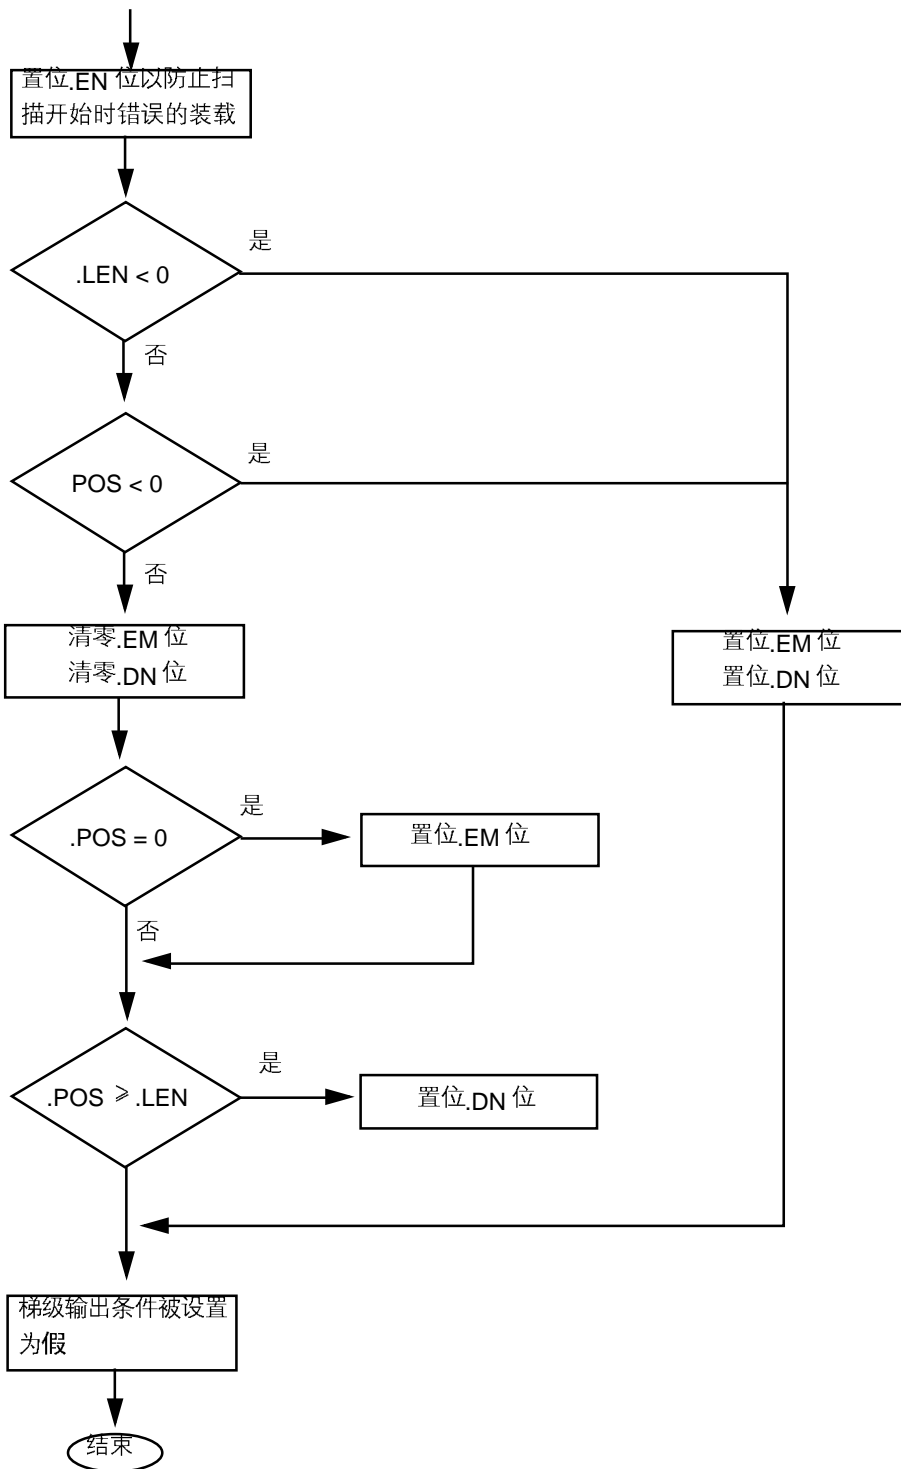 置位.EN 位以防止扫
描开始时错误的装载
是
.LEN < 0
否
是
POS < 0
否
清零.EM 位
清零.DN 位
置位.EM 位
置位.DN 位
是
.POS = 0
置位.EM 位
否
是
.POS ⩾ .LEN
置位.DN 位
梯级输出条件被设置
为假
结束